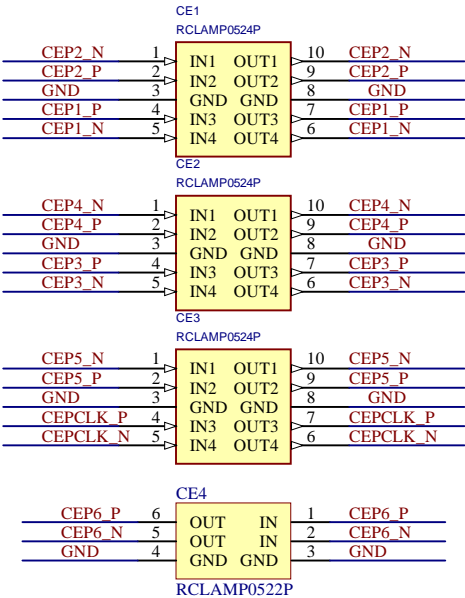 CE1
RCLAMP0524P
CEP2_N 1 IN1 OUT1 10 CEP2_N
CEP2_P 2 IN2 OUT2 9 CEP2_P
GND 3 GND GND 8 GND
CEP1_P 4 IN3 OUT3 7 CEP1_P
CEP1_N 5 IN4 OUT4 6 CEP1_N
CE2
RCLAMP0524P
CEP4_N 1 IN1 OUT1 10 CEP4_N
CEP4_P 2 IN2 OUT2 9 CEP4_P
GND 3 GND GND 8 GND
CEP3_P 4 IN3 OUT3 7 CEP3_P
CEP3_N 5 IN4 OUT4 6 CEP3_N
CE3
RCLAMP0524P
CEP5_N 1 IN1 OUT1 10 CEP5_N
CEP5_P 2 IN2 OUT2 9 CEP5_P
GND 3 GND GND 8 GND
CEPCLK_P 4 IN3 OUT3 7 CEPCLK_P
CEPCLK_N 5 IN4 OUT4 6 CEPCLK_N
CE4
CEP6_P 6 OUT IN 1 CEP6_P
CEP6_N 5 OUT IN 2 CEP6_N
GND 4 GND GND 3 GND
RCLAMP0522P